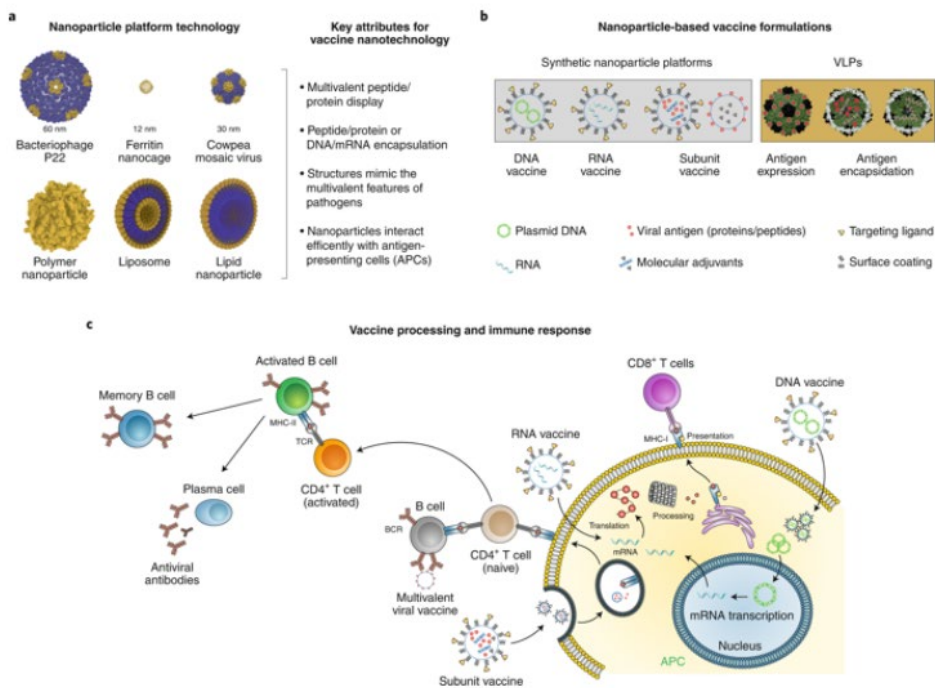 a
Nanoparticle platform technology
60 nm
Bacteriophage
P22
12 nm
Ferritin
nanocage
30 nm
Cowpea
mosaic virus
Polymer
nanoparticle
Liposome
Lipid
nanoparticle
Key attributes for
vaccine nanotechnology
• Multivalent peptide/
protein display
• Peptide/protein or
DNA/mRNA encapsulation
• Structures mimic the
multivalent features of
pathogens
• Nanoparticles interact
efficently with antigen-
presenting cells (APCs)
b
Nanoparticle-based vaccine formulations
Synthetic nanoparticle platforms
VLPs
DNA
vaccine
RNA
vaccine
Subunit
vaccine
Antigen
expression
Antigen
encapsidation
Plasmid DNA
Viral antigen (proteins/peptides)
Targeting ligand
RNA
Molecular adjuvants
Surface coating
c
Vaccine processing and immune response
Activated B cell
Memory B cell
MHC-II
TCR
CD4⁺ T cell
(activated)
Plasma cell
Antiviral
antibodies
B cell
BCR
CD4⁺ T cell
(naive)
Multivalent
viral vaccine
Subunit vaccine
RNA vaccine
CD8⁺ T cells
MHC-I
Presentation
DNA vaccine
Translation
Processing
mRNA
mRNA transcription
Nucleus
APC